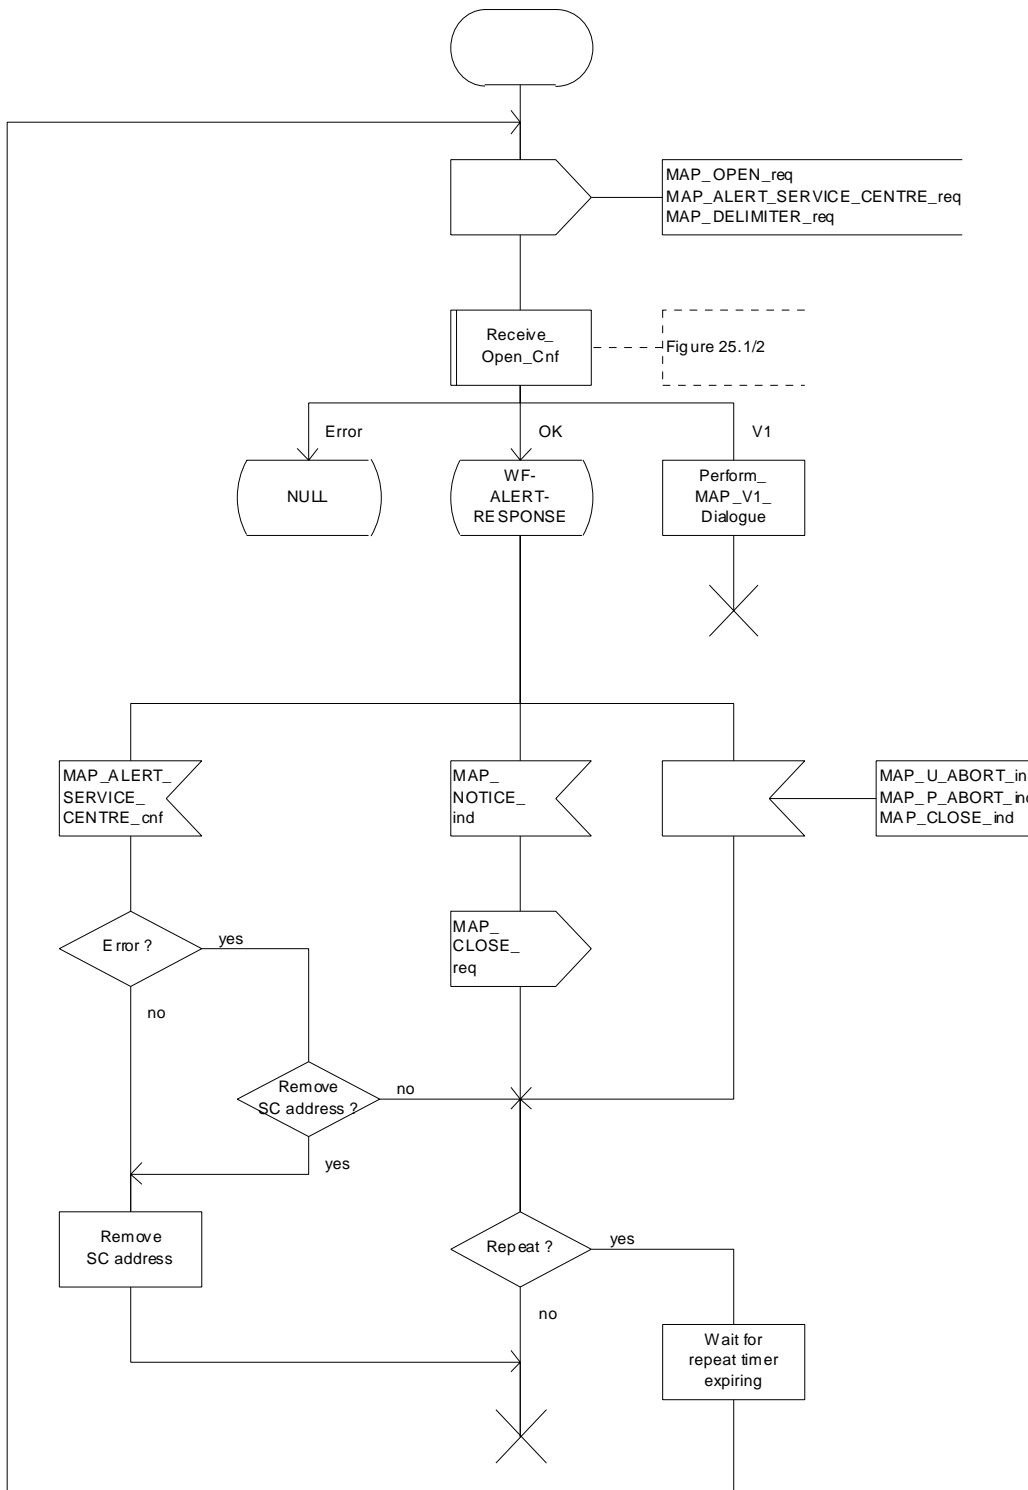 MAP_OPEN_req
MAP_ALERT_SERVICE_CENTRE_req
MAP_DELIMITER_req
Receive_
Open_Cnf
Figure 25.1/2
Error
OK
V1
NULL
WF-
ALERT-
RESPONSE
Perform_
MAP_V1_
Dialogue
MAP_ALERT_
SERVICE_
CENTRE_cnf
MAP_
NOTICE_
ind
MAP_U_ABORT_in
MAP_P_ABORT_ind
MAP_CLOSE_ind
Error ?
yes
no
MAP_
CLOSE_
req
Remove
SC address ?
no
yes
Remove
SC address
Repeat ?
yes
no
Wait for
repeat timer
expiring